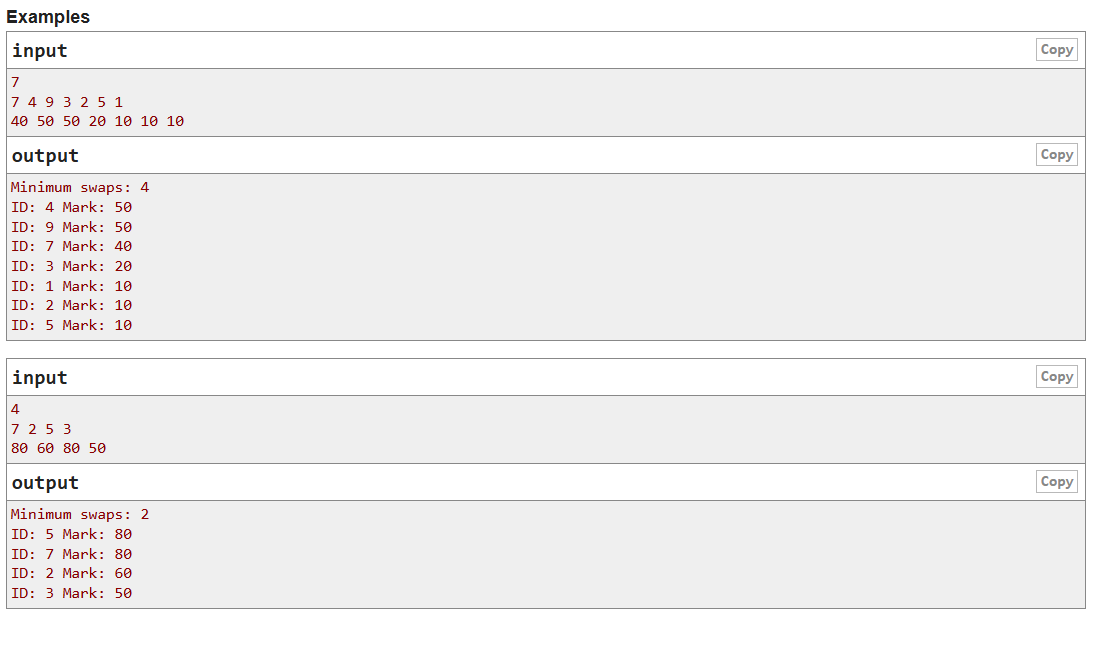 Examples
input
Copy
7
7 4 9 3 2 5 1
40 50 50 20 10 10 10
output
Copy
Minimum swaps: 4
ID: 4 Mark: 50
ID: 9 Mark: 50
ID: 7 Mark: 40
ID: 3 Mark: 20
ID: 1 Mark: 10
ID: 2 Mark: 10
ID: 5 Mark: 10
input
Copy
4
7 2 5 3
80 60 80 50
output
Copy
Minimum swaps: 2
ID: 5 Mark: 80
ID: 7 Mark: 80
ID: 2 Mark: 60
ID: 3 Mark: 50